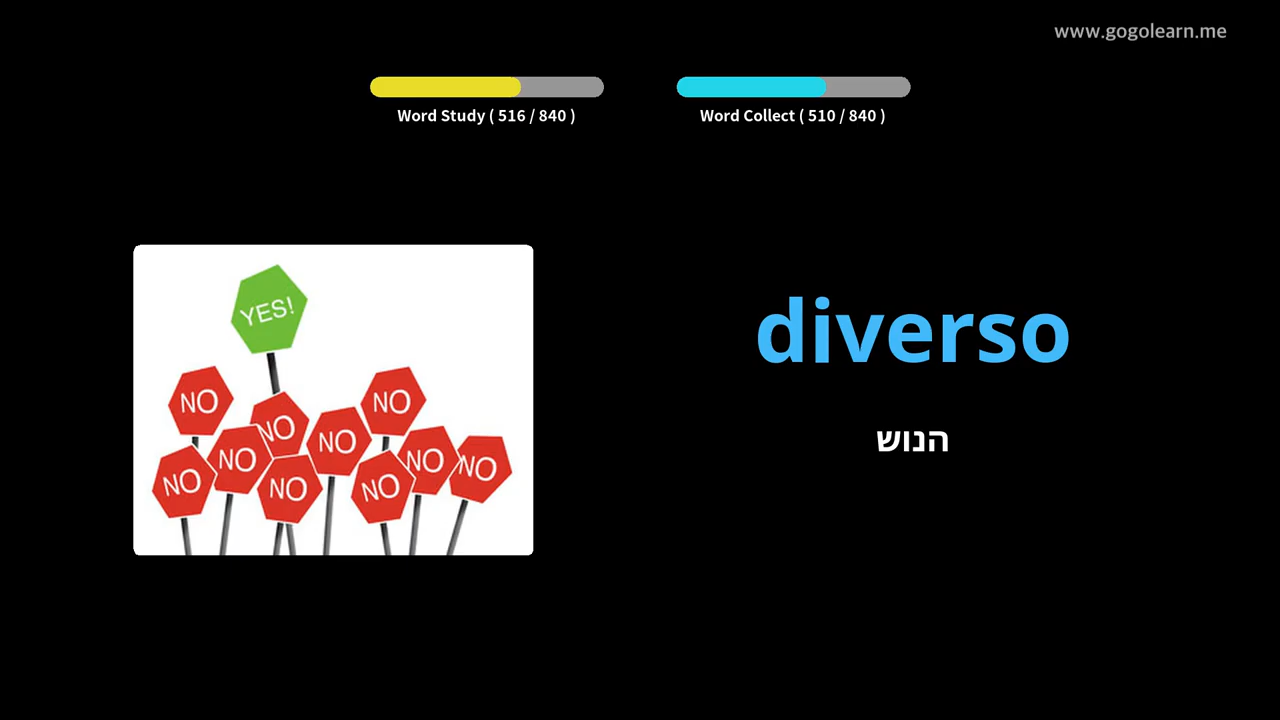 www.gogolearn.me
Word Study ( 516 / 840 )
Word Collect ( 510 / 840 )
YES!
NO
NO
NO
NO
NO
NO
NO
NO
NO
NO
diverso
הנוש